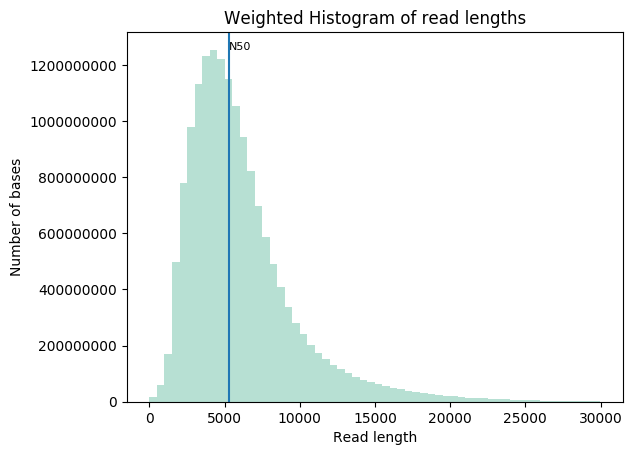 Weighted Histogram of read lengths
N50
1200000000
1000000000
800000000
600000000
400000000
200000000
0
Number of bases
0 5000 10000 15000 20000 25000 30000
Read length